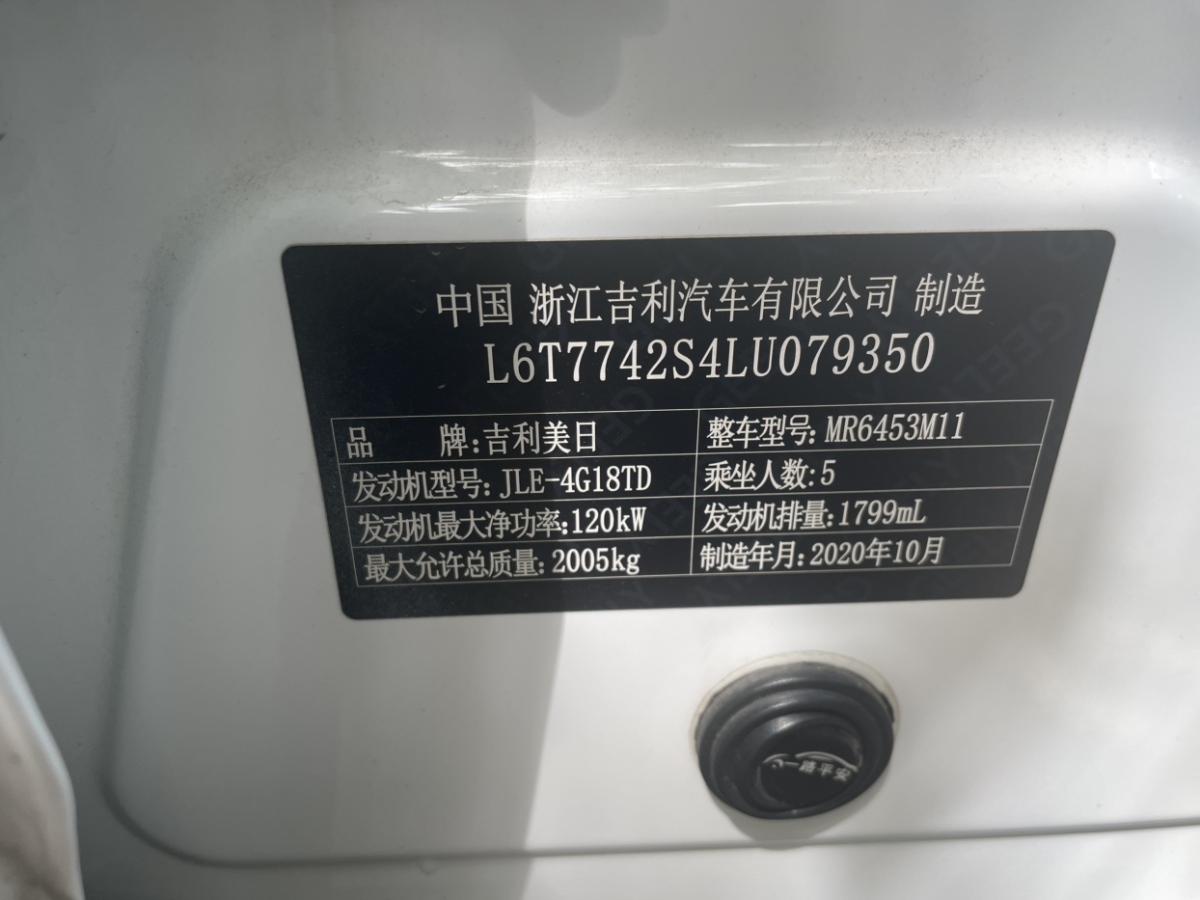 中国 浙江吉利汽车有限公司 制造
L6T7742S4LU079350
品 牌:吉利美日 整车型号:MR6453M11
发动机型号:JLE-4G18TD 乘坐人数:5
发动机最大净功率:120kW 发动机排量:1799mL
最大允许总质量:2005kg 制造年月:2020年10月
一路平安